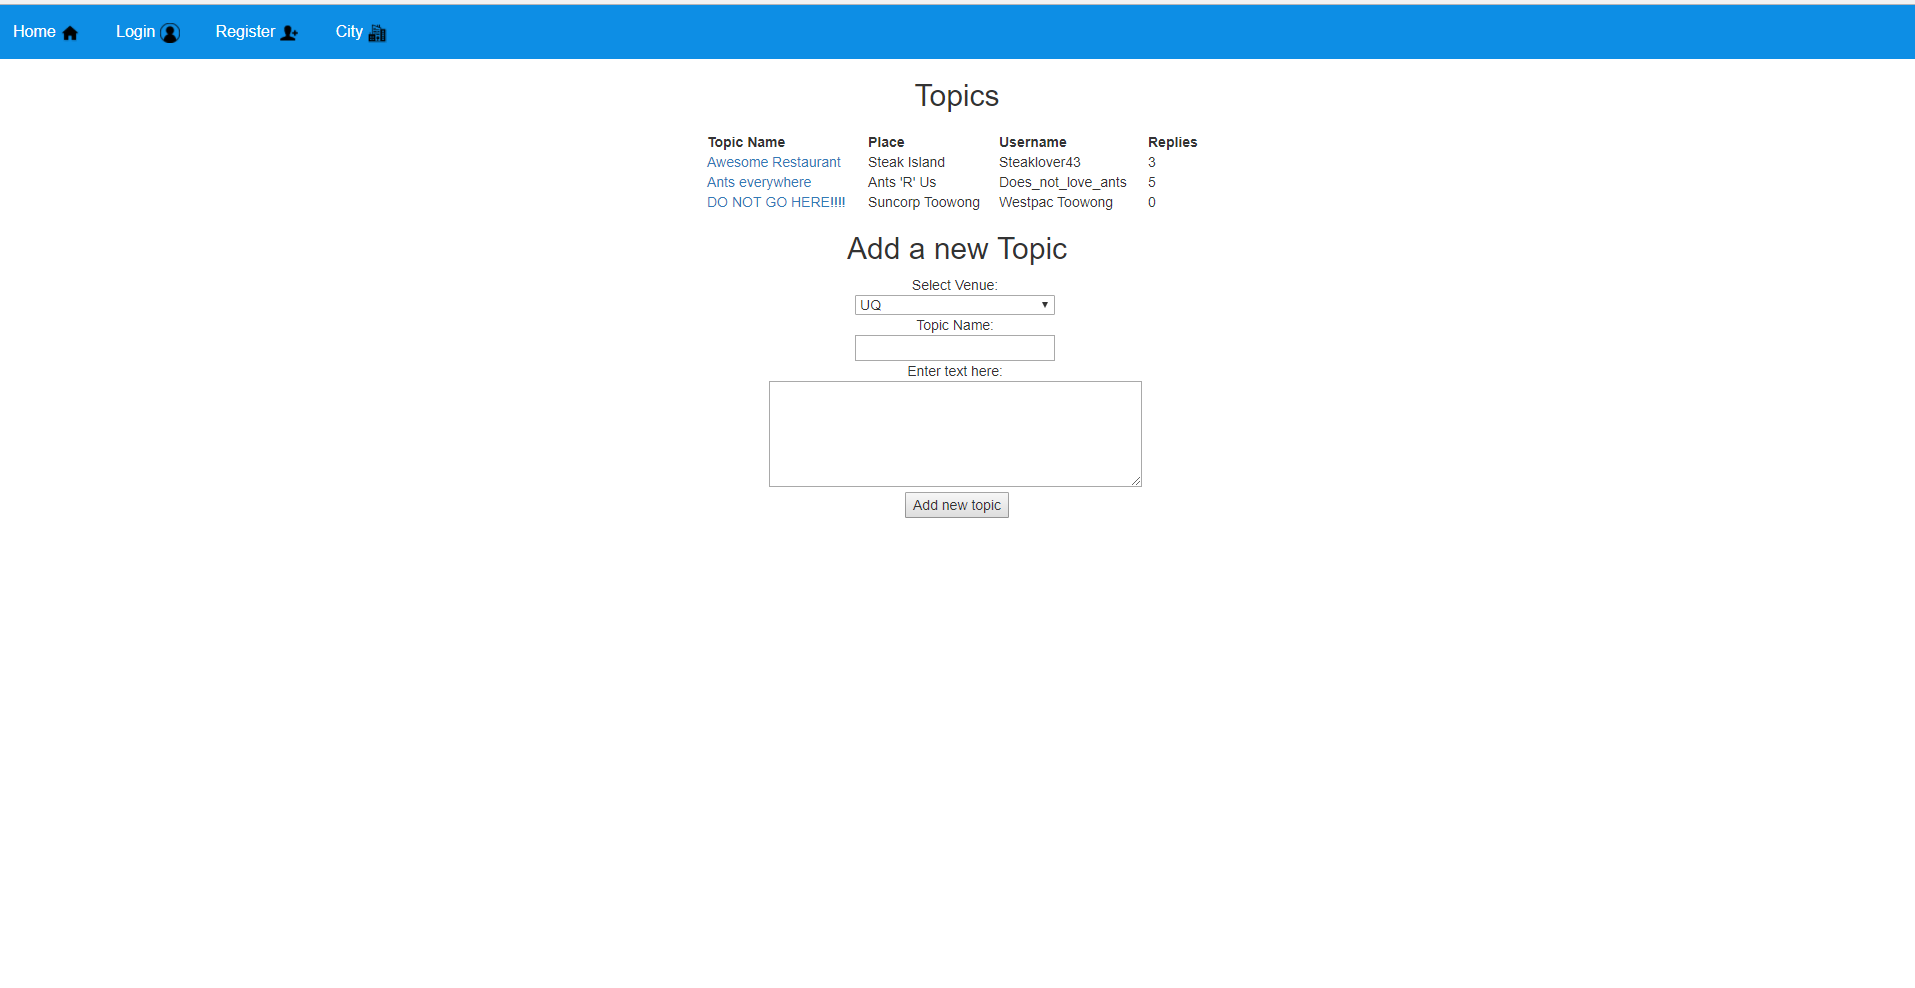 Home Login Register City
Topics
Topic Name Place Username Replies
Awesome Restaurant Steak Island Steaklover43 3
Ants everywhere Ants 'R' Us Does_not_love_ants 5
DO NOT GO HERE!!!! Suncorp Toowong Westpac Toowong 0
Add a new Topic
Select Venue:
UQ
Topic Name:
Enter text here:
Add new topic